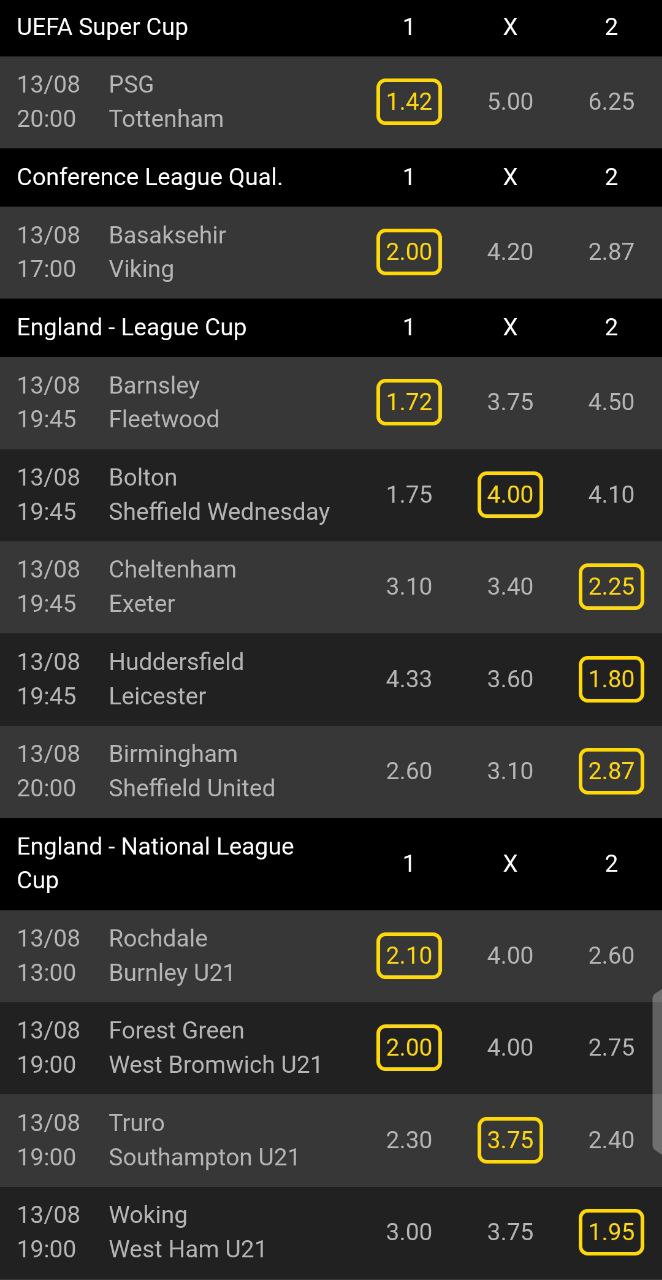 UEFA Super Cup 1 X 2
13/08 PSG
1.42 5.00 6.25
20:00 Tottenham
Conference League Qual. 1 X 2
13/08 Basaksehir
2.00 4.20 2.87
17:00 Viking
England - League Cup 1 X 2
13/08 Barnsley
1.72 3.75 4.50
19:45 Fleetwood
13/08 Bolton
1.75 4.00 4.10
19:45 Sheffield Wednesday
13/08 Cheltenham
3.10 3.40 2.25
19:45 Exeter
13/08 Huddersfield
4.33 3.60 1.80
19:45 Leicester
13/08 Birmingham
2.60 3.10 2.87
20:00 Sheffield United
England - National League
Cup
1 X 2
13/08 Rochdale
2.10 4.00 2.60
13:00 Burnley U21
13/08 Forest Green
2.00 4.00 2.75
19:00 West Bromwich U21
13/08 Truro
2.30 3.75 2.40
19:00 Southampton U21
13/08 Woking
3.00 3.75 1.95
19:00 West Ham U21